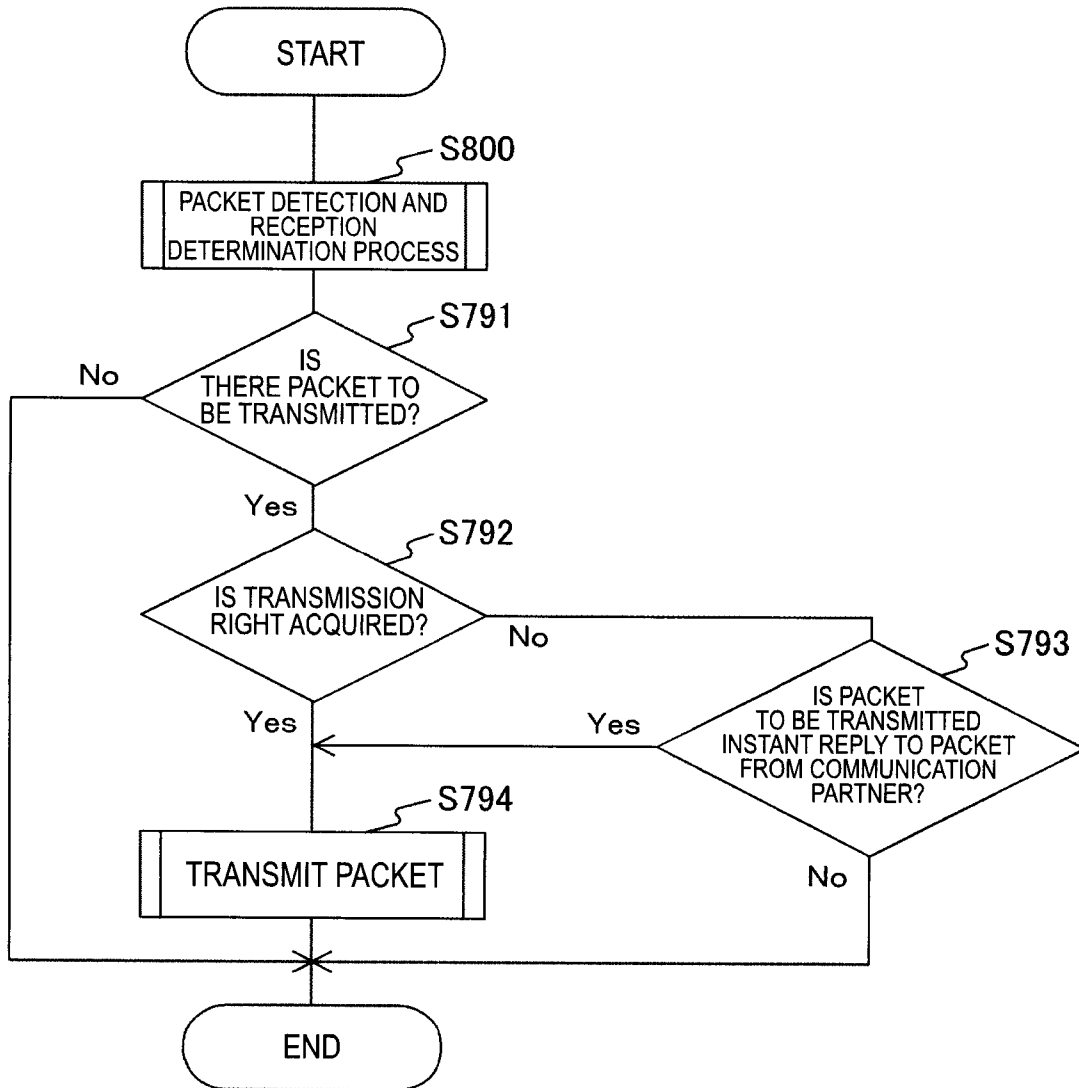 START
S800
PACKET DETECTION AND
RECEPTION
DETERMINATION PROCESS
S791
IS
THERE PACKET TO
BE TRANSMITTED?
No
Yes
S792
IS TRANSMISSION
RIGHT ACQUIRED?
No
Yes
S793
IS PACKET
TO BE TRANSMITTED
INSTANT REPLY TO PACKET
FROM COMMUNICATION
PARTNER?
Yes
No
S794
TRANSMIT PACKET
END